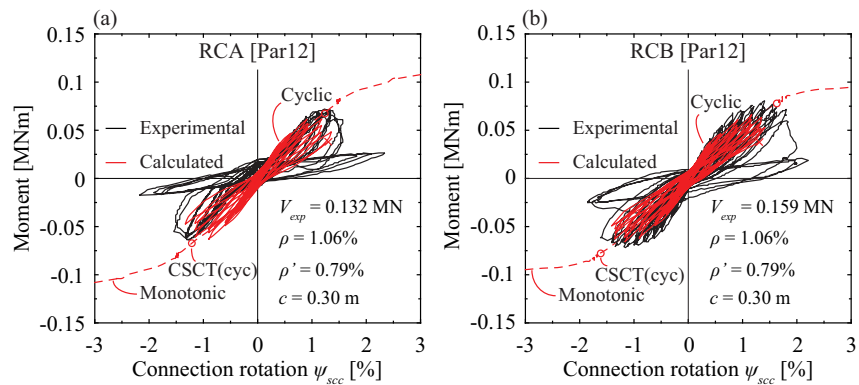 (a)
RCA [Par12]
Cyclic
Experimental
Calculated
V_exp = 0.132 MN
ρ = 1.06%
ρ' = 0.79%
c = 0.30 m
CSCT(cyc)
Monotonic
Moment [MNm]
0.15
0.1
0.05
0
-0.05
-0.1
-0.15
-3 -2 -1 0 1 2 3
Connection rotation ψ_scc [%]
(b)
RCB [Par12]
Cyclic
Experimental
Calculated
V_exp = 0.159 MN
ρ = 1.06%
ρ' = 0.79%
c = 0.30 m
CSCT(cyc)
Monotonic
Moment [MNm]
0.15
0.1
0.05
0
-0.05
-0.1
-0.15
-3 -2 -1 0 1 2 3
Connection rotation ψ_scc [%]